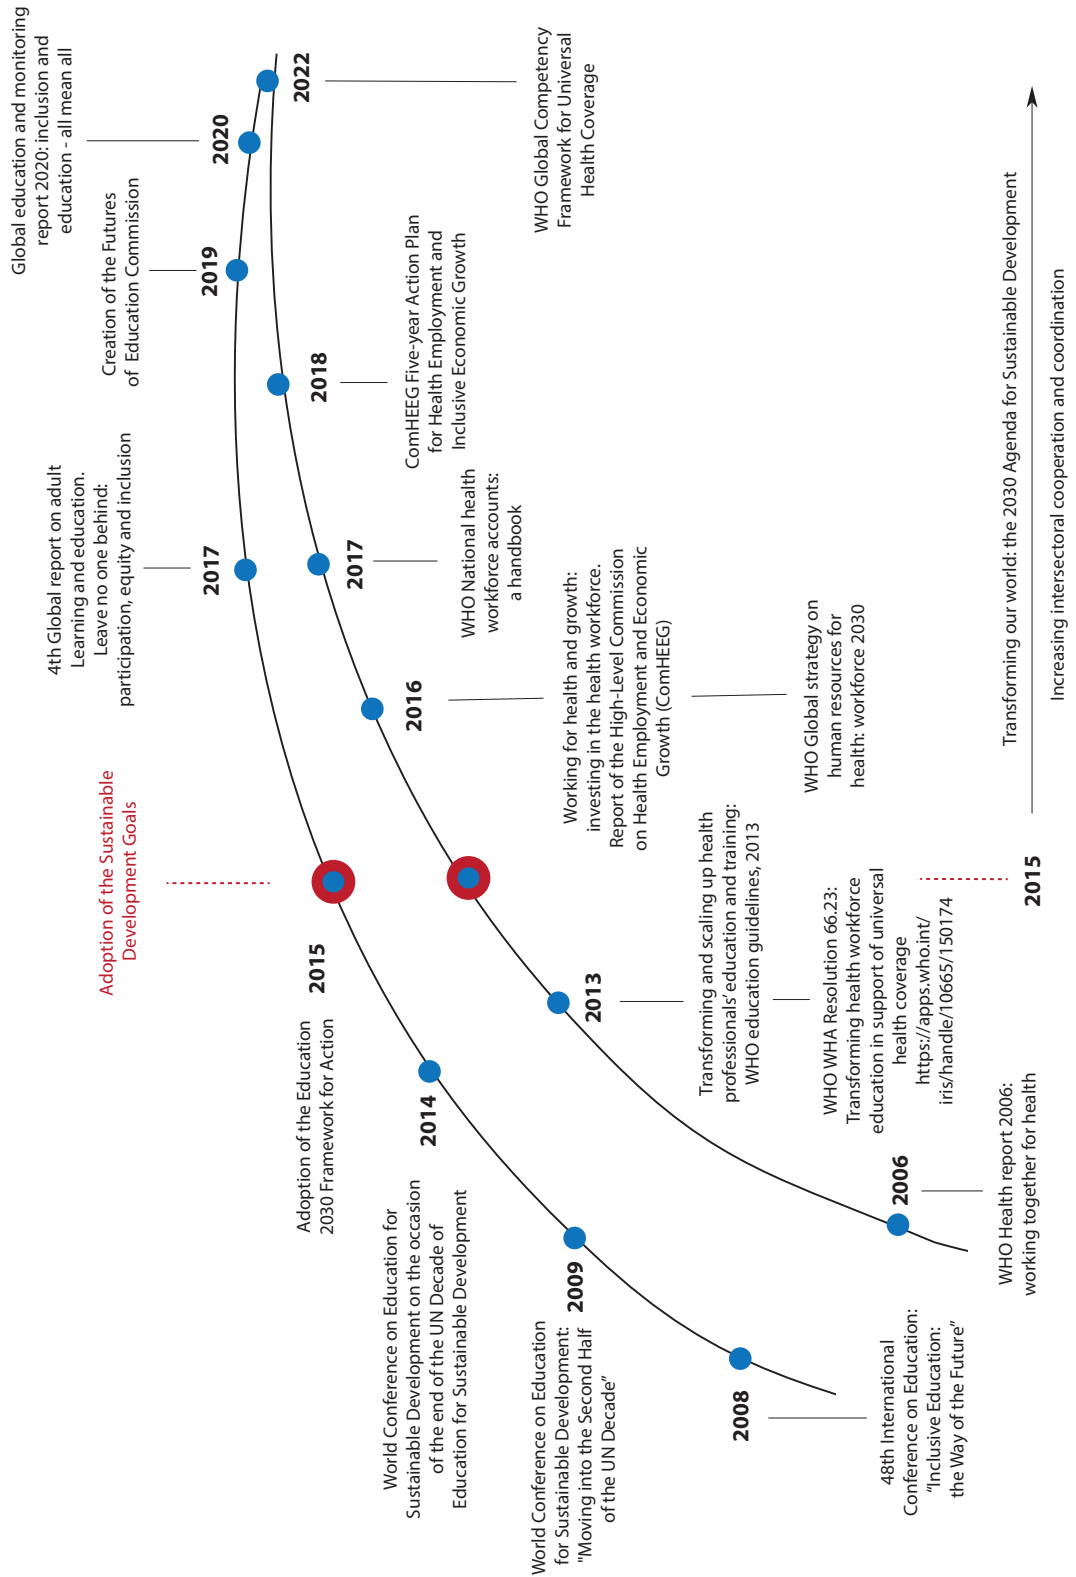 48th International
Conference on Education:
“Inclusive Education:
the Way of the Future”
2008
World Conference on Education
for Sustainable Development:
"Moving into the Second Half
of the UN Decade”
2009
World Conference on Education for
Sustainable Development on the occasion
of the end of the UN Decade of
Education for Sustainable Development
2014
Adoption of the Education
2030 Framework for Action
2015
Adoption of the Sustainable
Development Goals
4th Global report on adult
Learning and education.
Leave no one behind:
participation, equity and inclusion
2017
Creation of the Futures
of Education Commission
2019
Global education and monitoring
report 2020: inclusion and
education - all mean all
2020
2022
WHO Global Competency
Framework for Universal
Health Coverage
2018
ComHEEG Five-year Action Plan
for Health Employment and
Inclusive Economic Growth
2017
WHO National health
workforce accounts:
a handbook
2016
Working for health and growth:
investing in the health workforce.
Report of the High-Level Commission
on Health Employment and Economic
Growth (ComHEEG)
WHO Global strategy on
human resources for
health: workforce 2030
2013
Transforming and scaling up health
professionals’ education and training:
WHO education guidelines, 2013
WHO WHA Resolution 66.23:
Transforming health workforce
education in support of universal
health coverage
https://apps.who.int/
iris/handle/10665/150174
2006
WHO Health report 2006:
working together for health
2015
Transforming our world: the 2030 Agenda for Sustainable Development
Increasing intersectoral cooperation and coordination